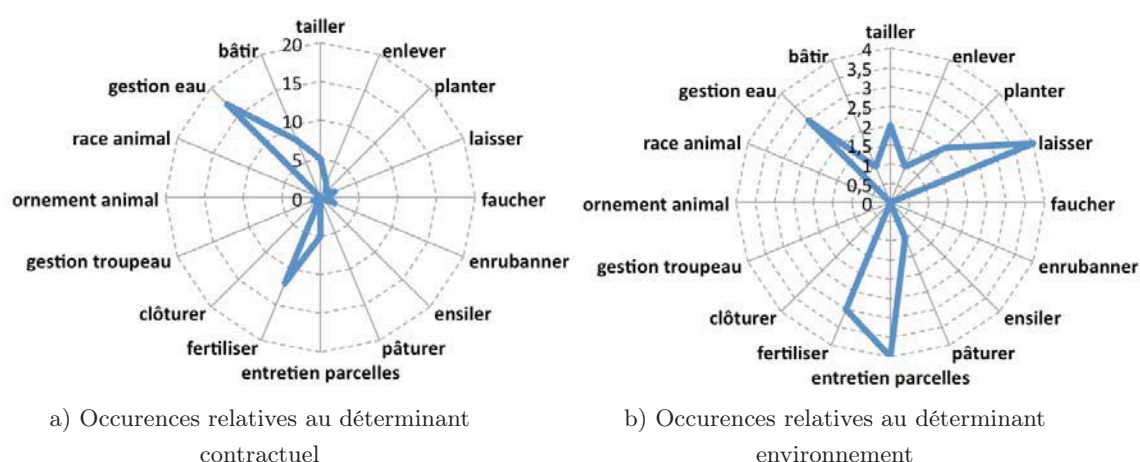 tailler
20
15
10
5
0
enlever
planter
laisser
faucher
enrubanner
ensiler
pâturer
entretien parcelles
fertiliser
clôturer
gestion troupeau
ornement animal
race animal
gestion eau
bâtir
a) Occurences relatives au déterminant
contractuel
tailler
4
3,5
3
2,5
2
1,5
1
0,5
0
enlever
planter
laisser
faucher
enrubanner
ensiler
pâturer
entretien parcelles
fertiliser
clôturer
gestion troupeau
ornement animal
race animal
gestion eau
bâtir
b) Occurences relatives au déterminant
environnement